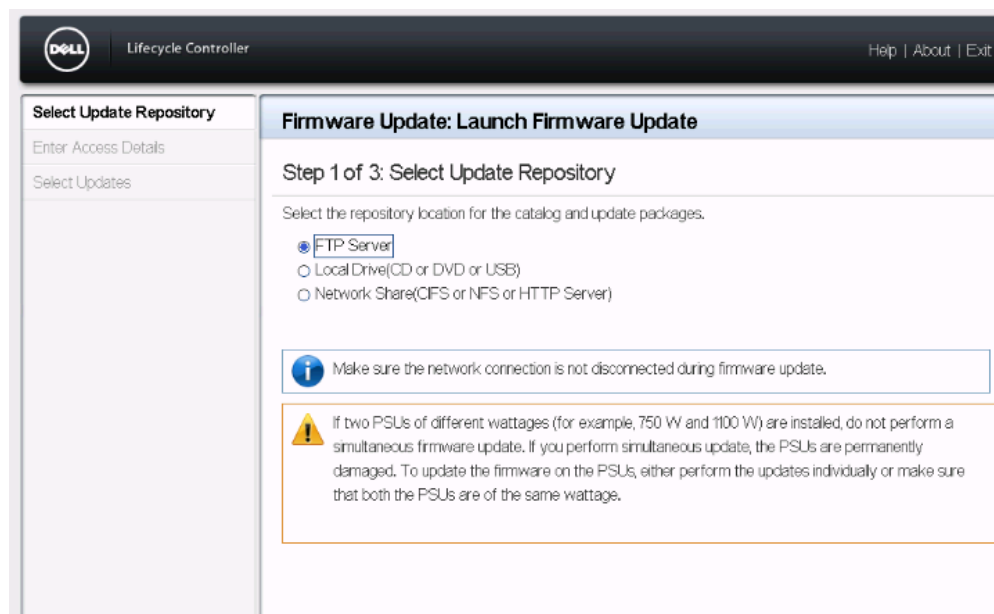 DELL
Lifecycle Controller
Help | About | Exit
Select Update Repository
Enter Access Details
Select Updates
Firmware Update: Launch Firmware Update
Step 1 of 3: Select Update Repository
Select the repository location for the catalog and update packages.
FTP Server
Local Drive(CD or DVD or USB)
Network Share(CIFS or NFS or HTTP Server)
Make sure the network connection is not disconnected during firmware update.
If two PSUs of different wattages (for example, 750 W and 1100 W) are installed, do not perform a
simultaneous firmware update. If you perform simultaneous update, the PSUs are permanently
damaged. To update the firmware on the PSUs, either perform the updates individually or make sure
that both the PSUs are of the same wattage.